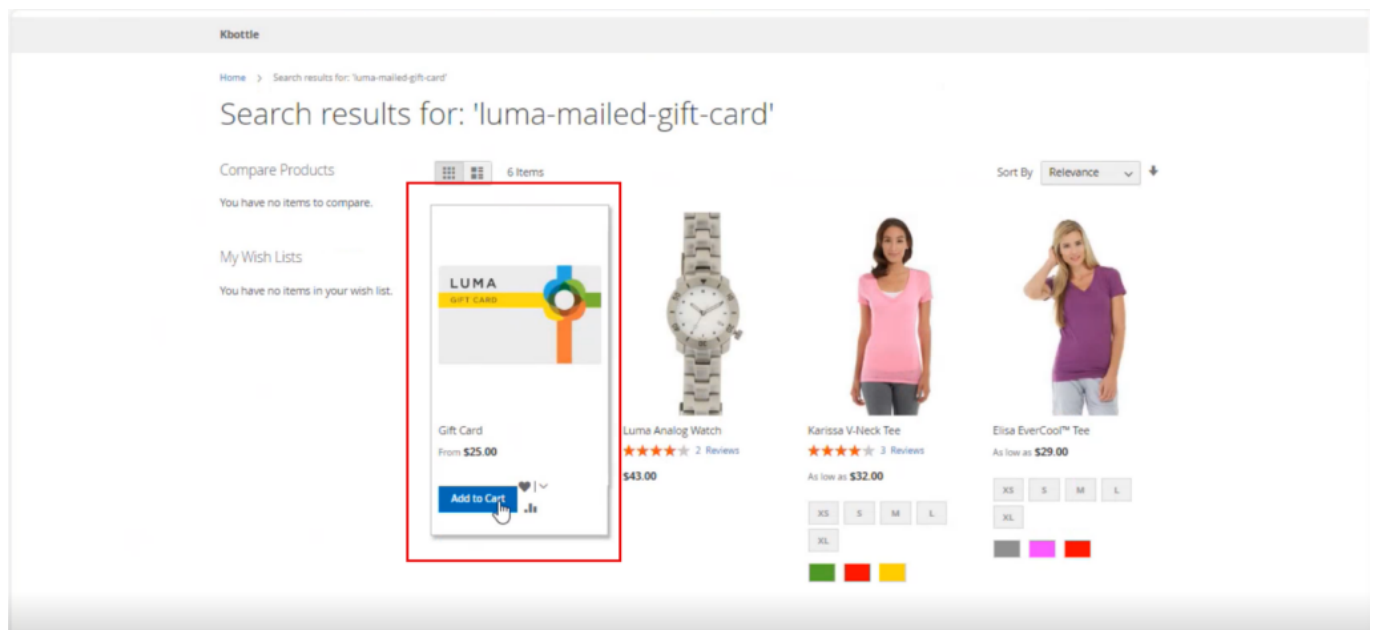 Kbottle
Home > Search results for: 'luma-mailed-gift-card'
Search results for: 'luma-mailed-gift-card'
Compare Products
You have no items to compare.
My Wish Lists
You have no items in your wish list.
6 Items
Sort By Relevance
LUMA
GIFT CARD
Gift Card
From $25.00
Add to Cart
Luma Analog Watch
2 Reviews
$43.00
Karissa V-Neck Tee
3 Reviews
As low as $32.00
XS S M L
XL
Elisa EverCool™ Tee
As low as $29.00
XS S M L
XL